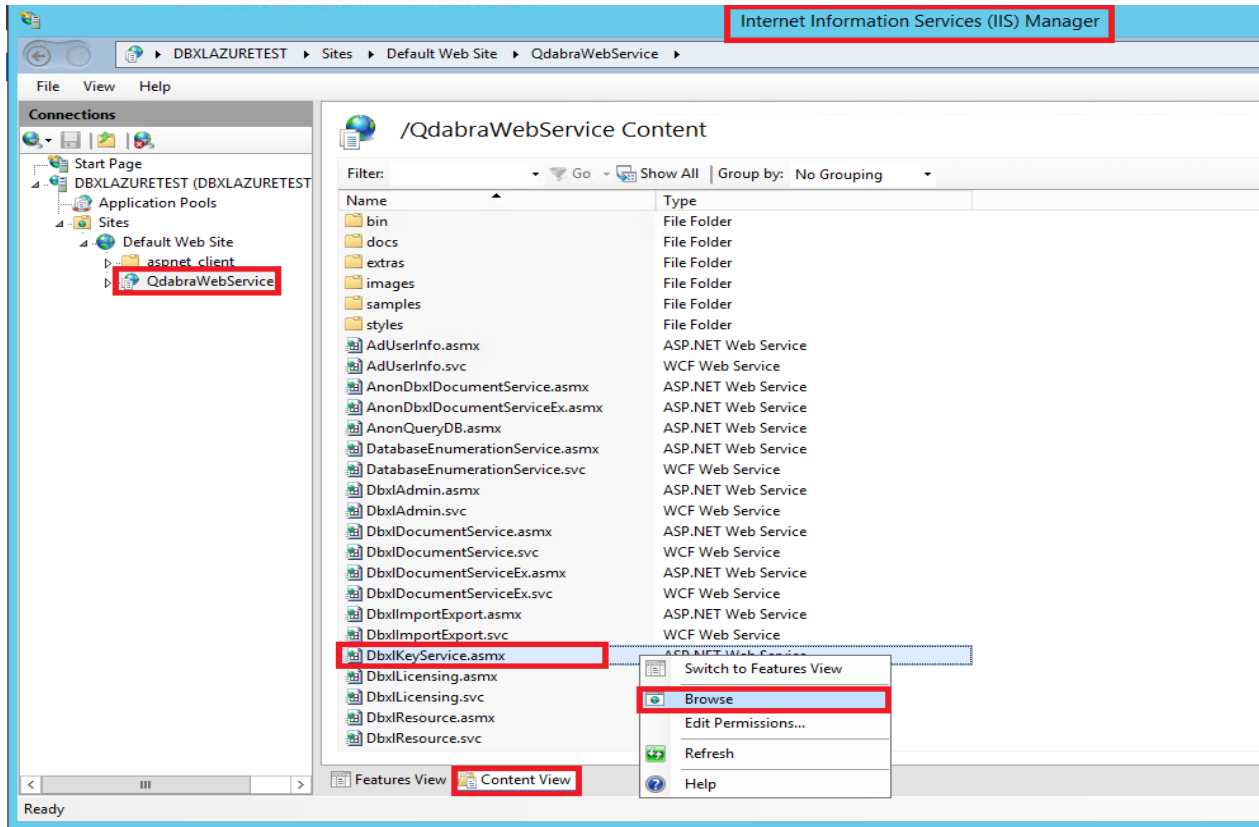 Internet Information Services (IIS) Manager
DBXLAZURETEST Sites Default Web Site QdabraWebService
File View Help
Connections
Start Page
DBXLAZURETEST (DBXLAZURETEST
Application Pools
Sites
Default Web Site
aspnet_client
QdabraWebService
/QdabraWebService Content
Filter: Go Show All Group by: No Grouping
Name Type
bin File Folder
docs File Folder
extras File Folder
images File Folder
samples File Folder
styles File Folder
AdUserInfo.asmx ASP.NET Web Service
AdUserInfo.svc WCF Web Service
AnonDbxlDocumentService.asmx ASP.NET Web Service
AnonDbxlDocumentServiceEx.asmx ASP.NET Web Service
AnonQueryDB.asmx ASP.NET Web Service
DatabaseEnumerationService.asmx ASP.NET Web Service
DatabaseEnumerationService.svc WCF Web Service
DbxlAdmin.asmx ASP.NET Web Service
DbxlAdmin.svc WCF Web Service
DbxlDocumentService.asmx ASP.NET Web Service
DbxlDocumentService.svc WCF Web Service
DbxlDocumentServiceEx.asmx ASP.NET Web Service
DbxlDocumentServiceEx.svc WCF Web Service
DbxlImportExport.asmx ASP.NET Web Service
DbxlImportExport.svc WCF Web Service
DbxlKeyService.asmx ASP.NET Web Service
DbxlLicensing.asmx
DbxlLicensing.svc
DbxlResource.asmx
DbxlResource.svc
Switch to Features View
Browse
Edit Permissions...
Refresh
Help
Features View Content View
Ready